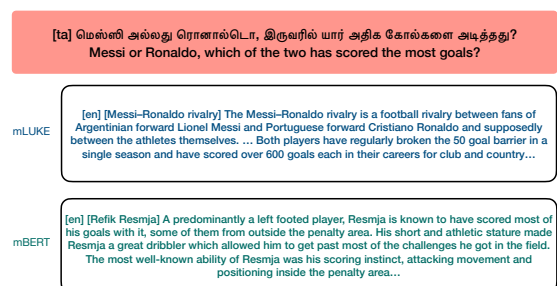 [ta] மெஸ்ஸி அல்லது ரொனால்டொ, இருவரில் யார் அதிக கோல்களை அடித்தது?
Messi or Ronaldo, which of the two has scored the most goals?
mLUKE
[en] [Messi–Ronaldo rivalry] The Messi–Ronaldo rivalry is a football rivalry between fans of
Argentinian forward Lionel Messi and Portuguese forward Cristiano Ronaldo and supposedly
between the athletes themselves. … Both players have regularly broken the 50 goal barrier in a
single season and have scored over 600 goals each in their careers for club and country…
mBERT
[en] [Refik Resmja] A predominantly a left footed player, Resmja is known to have scored most of
his goals with it, some of them from outside the penalty area. His short and athletic stature made
Resmja a great dribbler which allowed him to get past most of the challenges he got in the field.
The most well-known ability of Resmja was his scoring instinct, attacking movement and
positioning inside the penalty area…